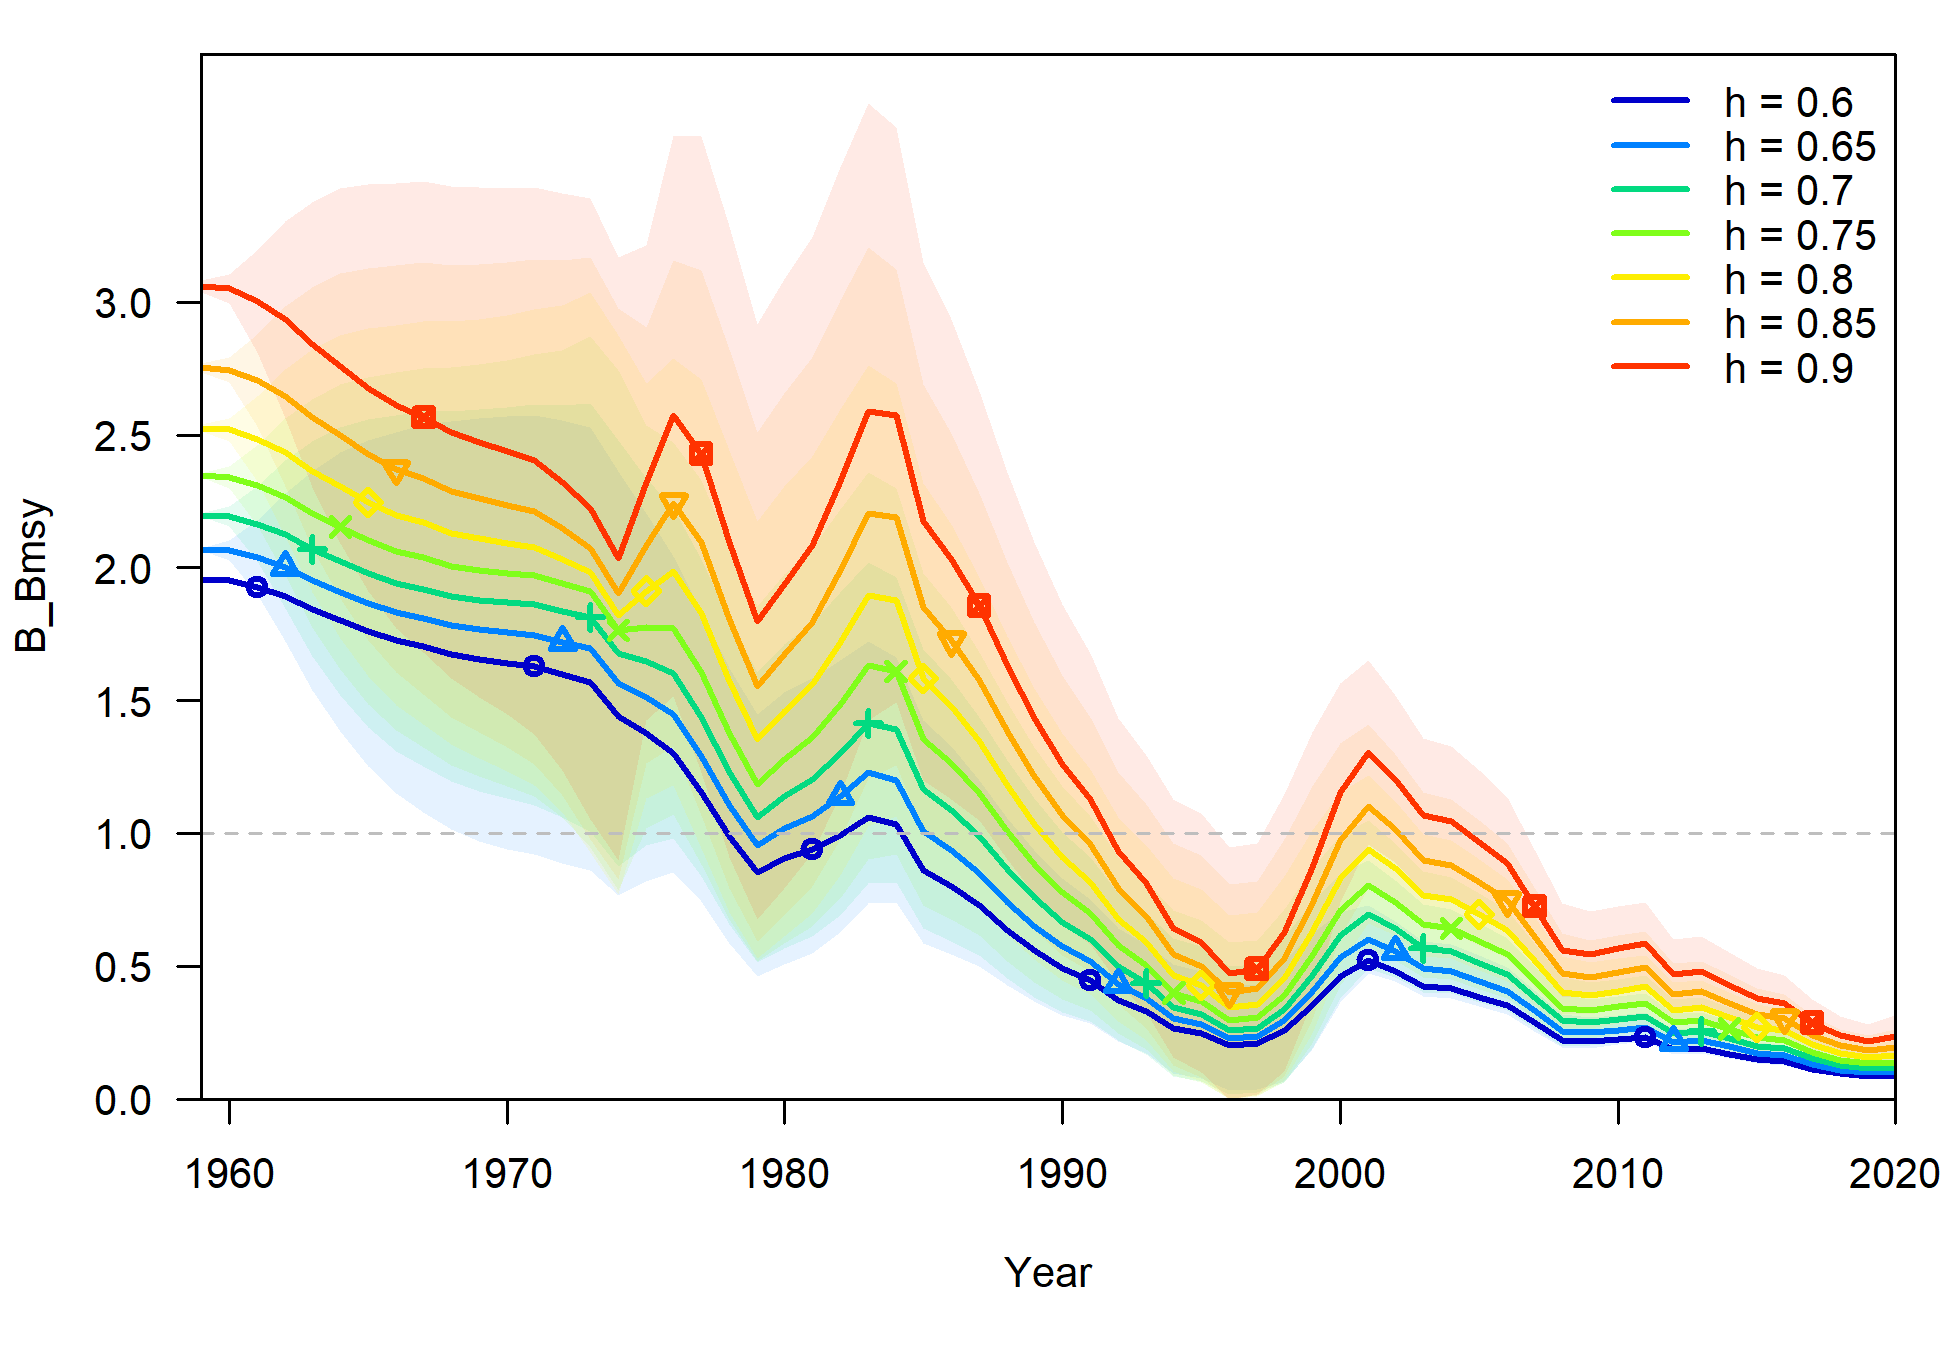 h = 0.6
h = 0.65
h = 0.7
h = 0.75
h = 0.8
h = 0.85
h = 0.9
3.0
2.5
2.0
1.5
1.0
0.5
0.0
B_Bmsy
1960 1970 1980 1990 2000 2010 2020
Year